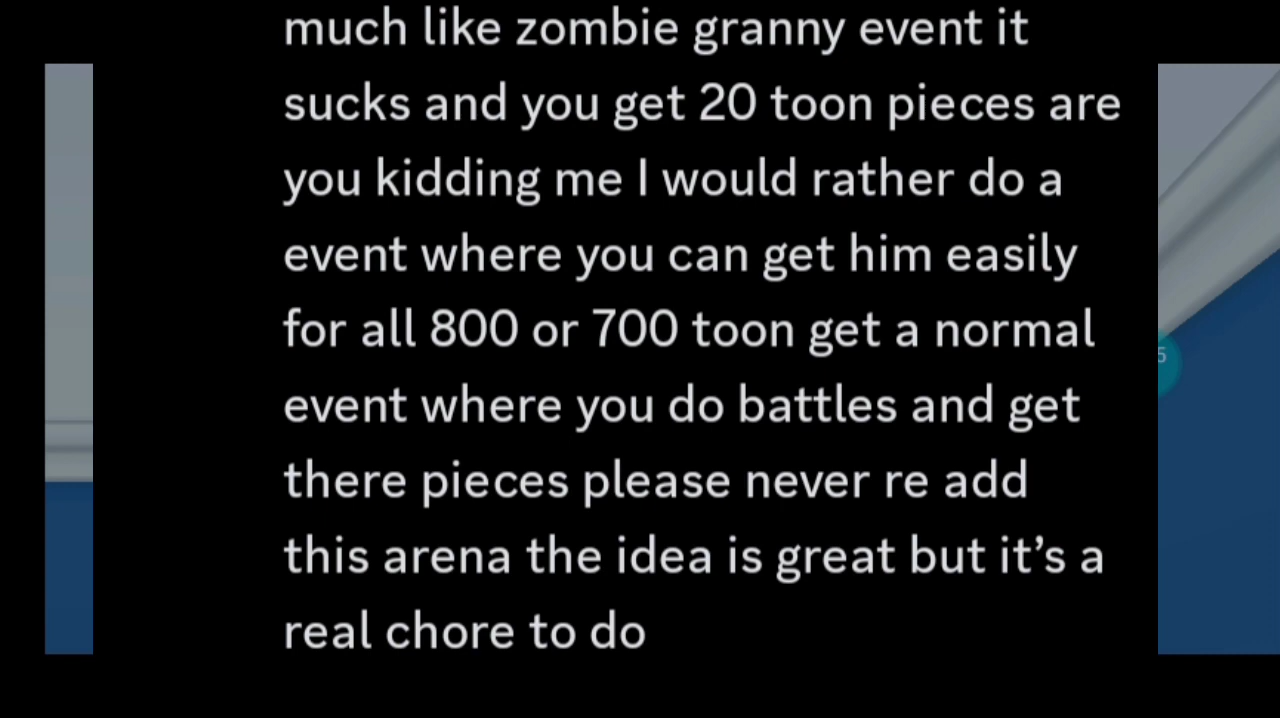 much like zombie granny event it
sucks and you get 20 toon pieces are
you kidding me I would rather do a
event where you can get him easily
for all 800 or 700 toon get a normal
event where you do battles and get
there pieces please never re add
this arena the idea is great but it’s a
real chore to do
5